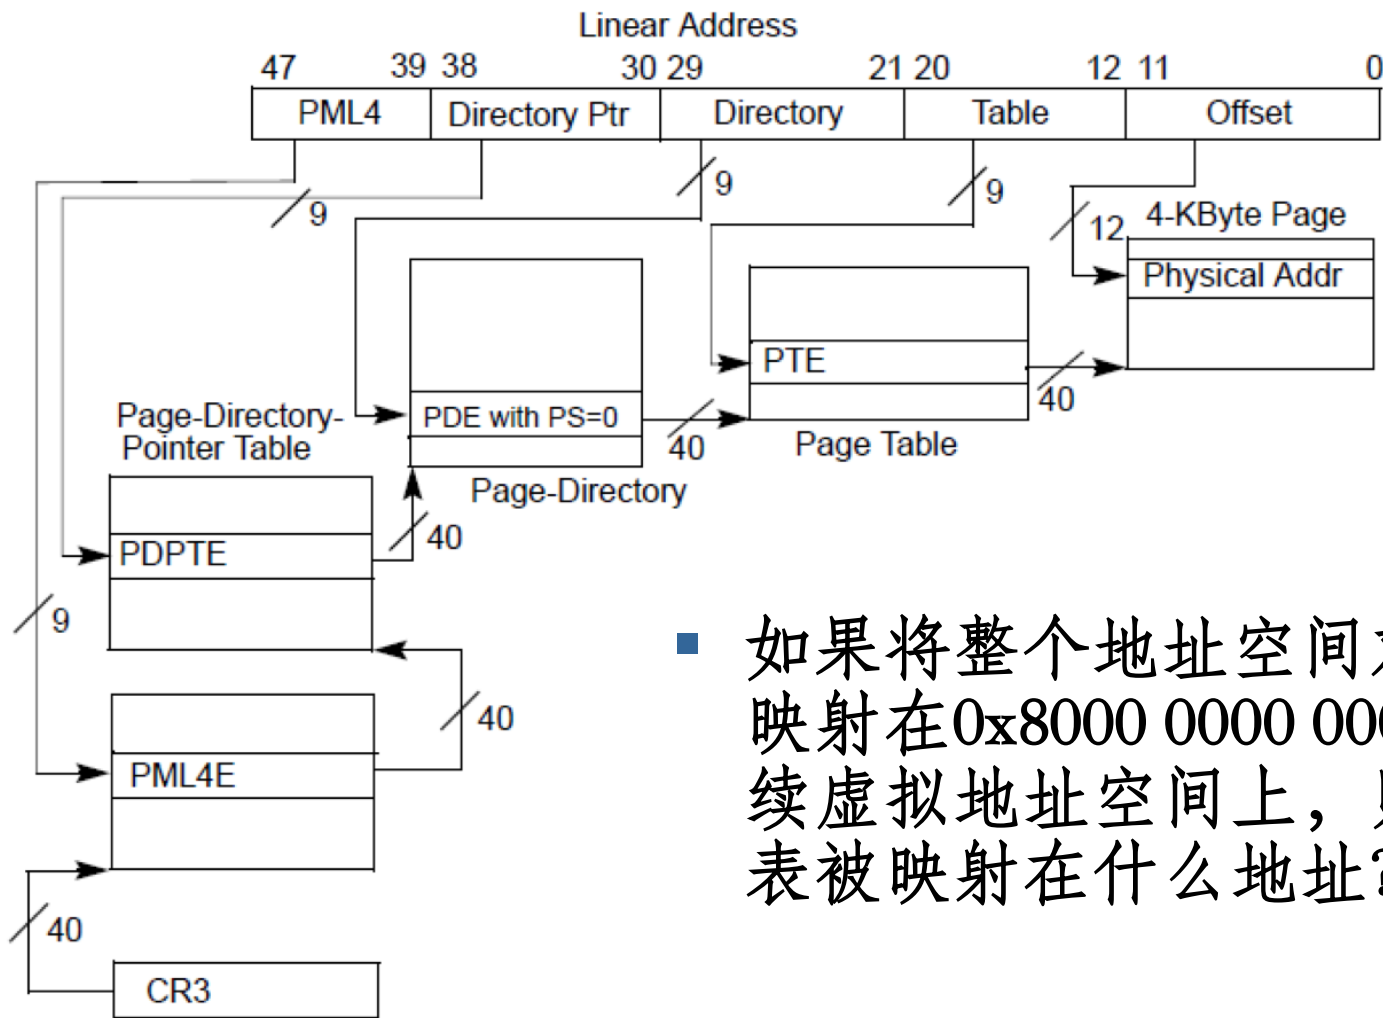 Linear Address
47 39 38 30 29 21 20 12 11 0
PML4 Directory Ptr Directory Table Offset
9 9 9
12 4-KByte Page
Physical Addr
PTE
40
Page-Directory-
Pointer Table
PDE with PS=0
40
Page Table
Page-Directory
40
PDPTE
9
40
PML4E
40
CR3
如果将整个地址空间
映射在0x8000 0000 00
续虚拟地址空间上，
表被映射在什么地址